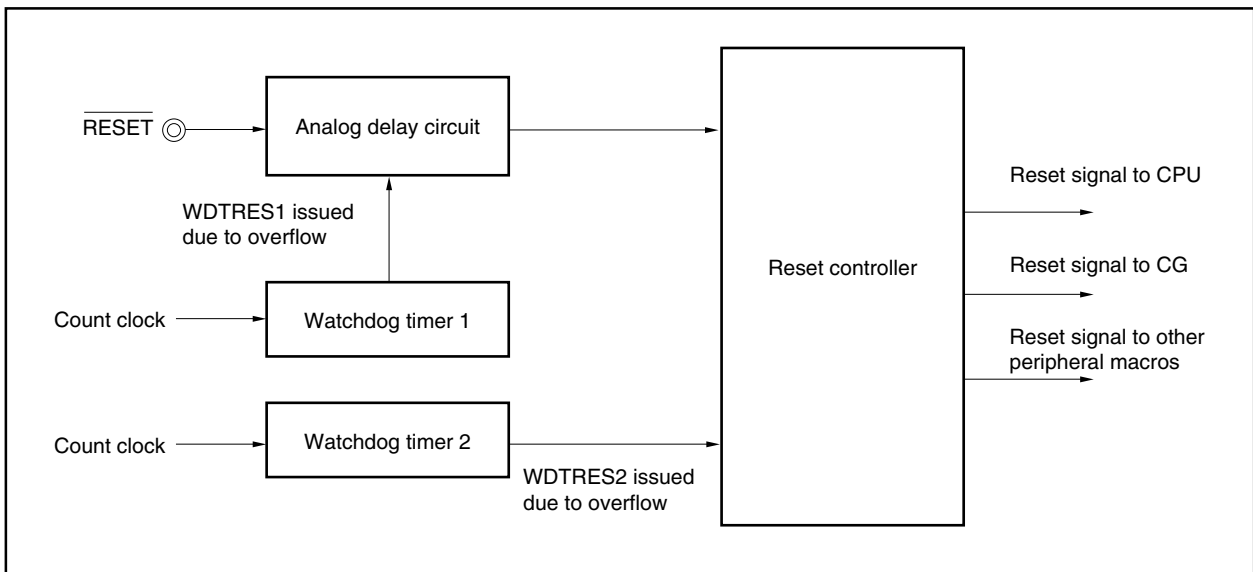 RESET
Analog delay circuit
WDTRES1 issued
due to overflow
Count clock
Watchdog timer 1
Count clock
Watchdog timer 2
WDTRES2 issued
due to overflow
Reset controller
Reset signal to CPU
Reset signal to CG
Reset signal to other
peripheral macros